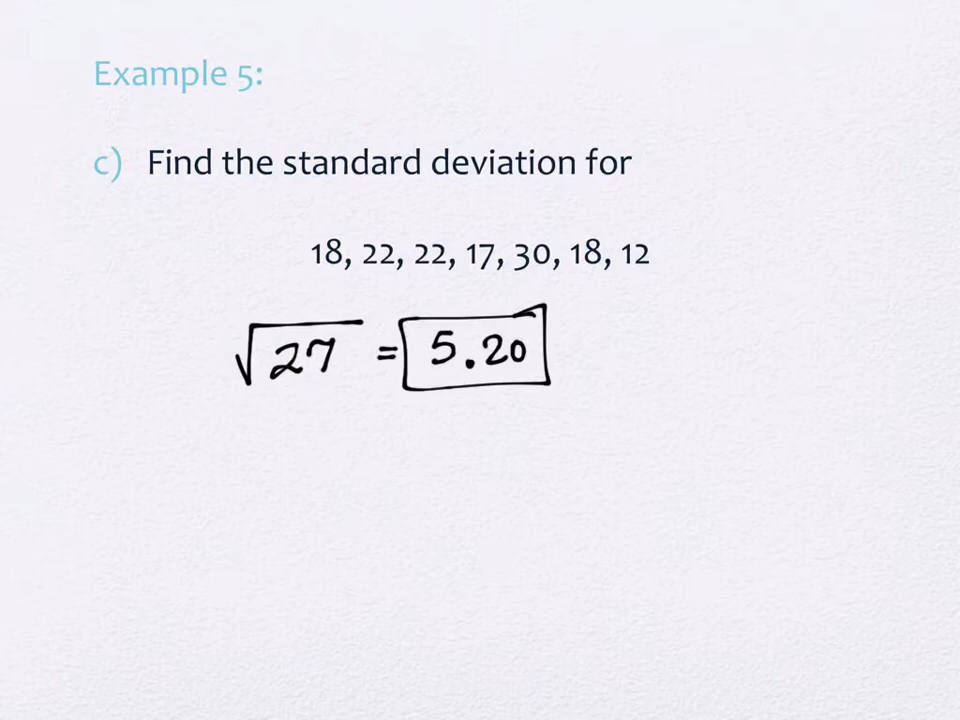 Example 5:
c) Find the standard deviation for
18, 22, 22, 17, 30, 18, 12
√27 = 5.20